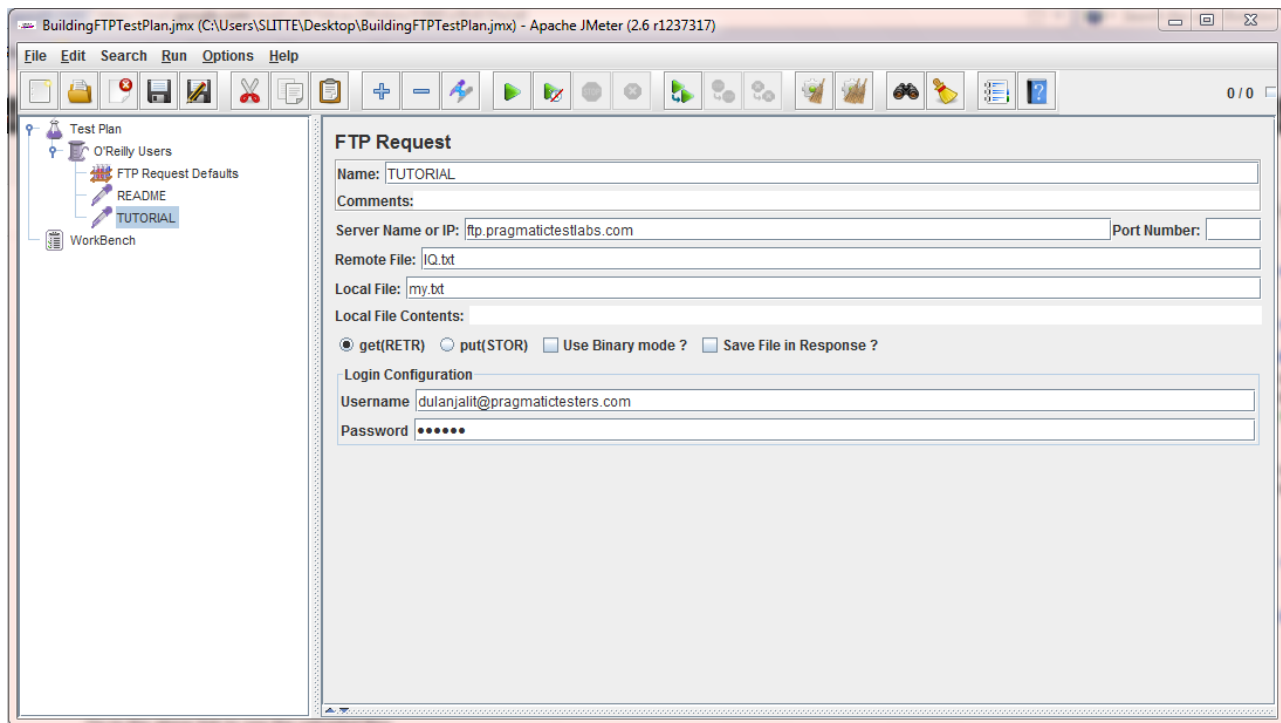 BuildingFTPTestPlan.jmx (C:\Users\SLITTE\Desktop\BuildingFTPTestPlan.jmx) - Apache JMeter (2.6 r1237317)
File Edit Search Run Options Help
0 / 0
Test Plan
O'Reilly Users
FTP Request Defaults
README
TUTORIAL
WorkBench
FTP Request
Name: TUTORIAL
Comments:
Server Name or IP: ftp.pragmatictestlabs.com Port Number:
Remote File: IQ.txt
Local File: my.txt
Local File Contents:
get(RETR) put(STOR) Use Binary mode ? Save File in Response ?
Login Configuration
Username dulanjalit@pragmatictesters.com
Password ●●●●●●